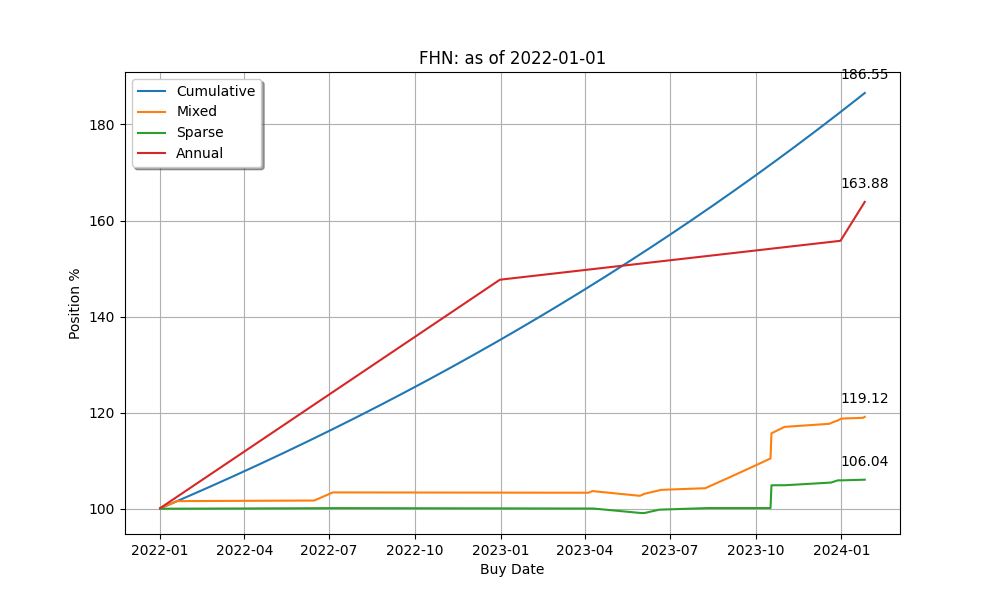 FHN: as of 2022-01-01
186.55
Cumulative
Mixed
Sparse
Annual
180
163.88
160
140
119.12
120
106.04
100
Position %
2022-01 2022-04 2022-07 2022-10 2023-01 2023-04 2023-07 2023-10 2024-01
Buy Date